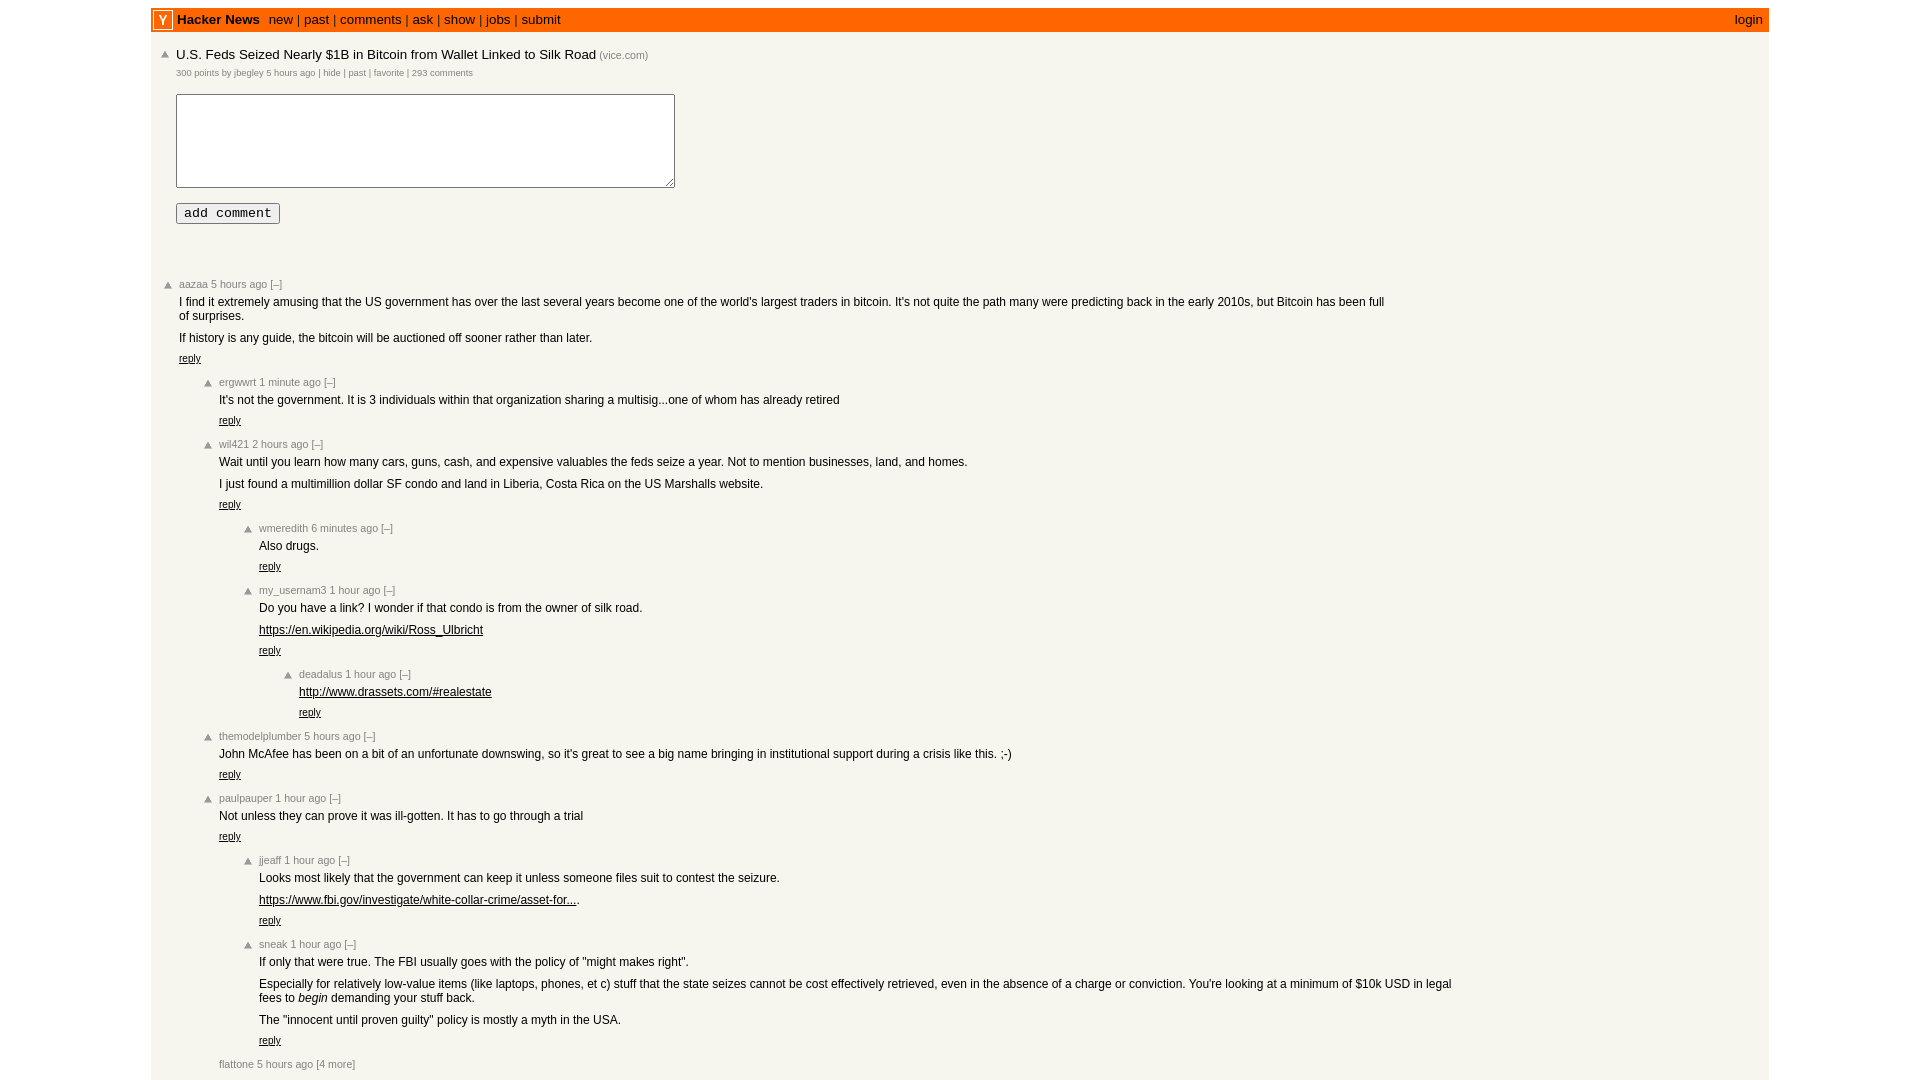 Y Hacker News new | past | comments | ask | show | jobs | submit login
U.S. Feds Seized Nearly $1B in Bitcoin from Wallet Linked to Silk Road (vice.com)
300 points by jbegley 5 hours ago | hide | past | favorite | 293 comments
add comment
aazaa 5 hours ago [–]
I find it extremely amusing that the US government has over the last several years become one of the world's largest traders in bitcoin. It's not quite the path many were predicting back in the early 2010s, but Bitcoin has been full
of surprises.
If history is any guide, the bitcoin will be auctioned off sooner rather than later.
reply
ergwwrt 1 minute ago [–]
It's not the government. It is 3 individuals within that organization sharing a multisig...one of whom has already retired
reply
wil421 2 hours ago [–]
Wait until you learn how many cars, guns, cash, and expensive valuables the feds seize a year. Not to mention businesses, land, and homes.
I just found a multimillion dollar SF condo and land in Liberia, Costa Rica on the US Marshalls website.
reply
wmeredith 6 minutes ago [–]
Also drugs.
reply
my_usernam3 1 hour ago [–]
Do you have a link? I wonder if that condo is from the owner of silk road.
https://en.wikipedia.org/wiki/Ross_Ulbricht
reply
deadalus 1 hour ago [–]
http://www.drassets.com/#realestate
reply
themodelplumber 5 hours ago [–]
John McAfee has been on a bit of an unfortunate downswing, so it's great to see a big name bringing in institutional support during a crisis like this. ;-)
reply
paulpauper 1 hour ago [–]
Not unless they can prove it was ill-gotten. It has to go through a trial
reply
jjeaff 1 hour ago [–]
Looks most likely that the government can keep it unless someone files suit to contest the seizure.
https://www.fbi.gov/investigate/white-collar-crime/asset-for....
reply
sneak 1 hour ago [–]
If only that were true. The FBI usually goes with the policy of "might makes right".
Especially for relatively low-value items (like laptops, phones, et c) stuff that the state seizes cannot be cost effectively retrieved, even in the absence of a charge or conviction. You're looking at a minimum of $10k USD in legal
fees to begin demanding your stuff back.
The "innocent until proven guilty" policy is mostly a myth in the USA.
reply
flattone 5 hours ago [4 more]